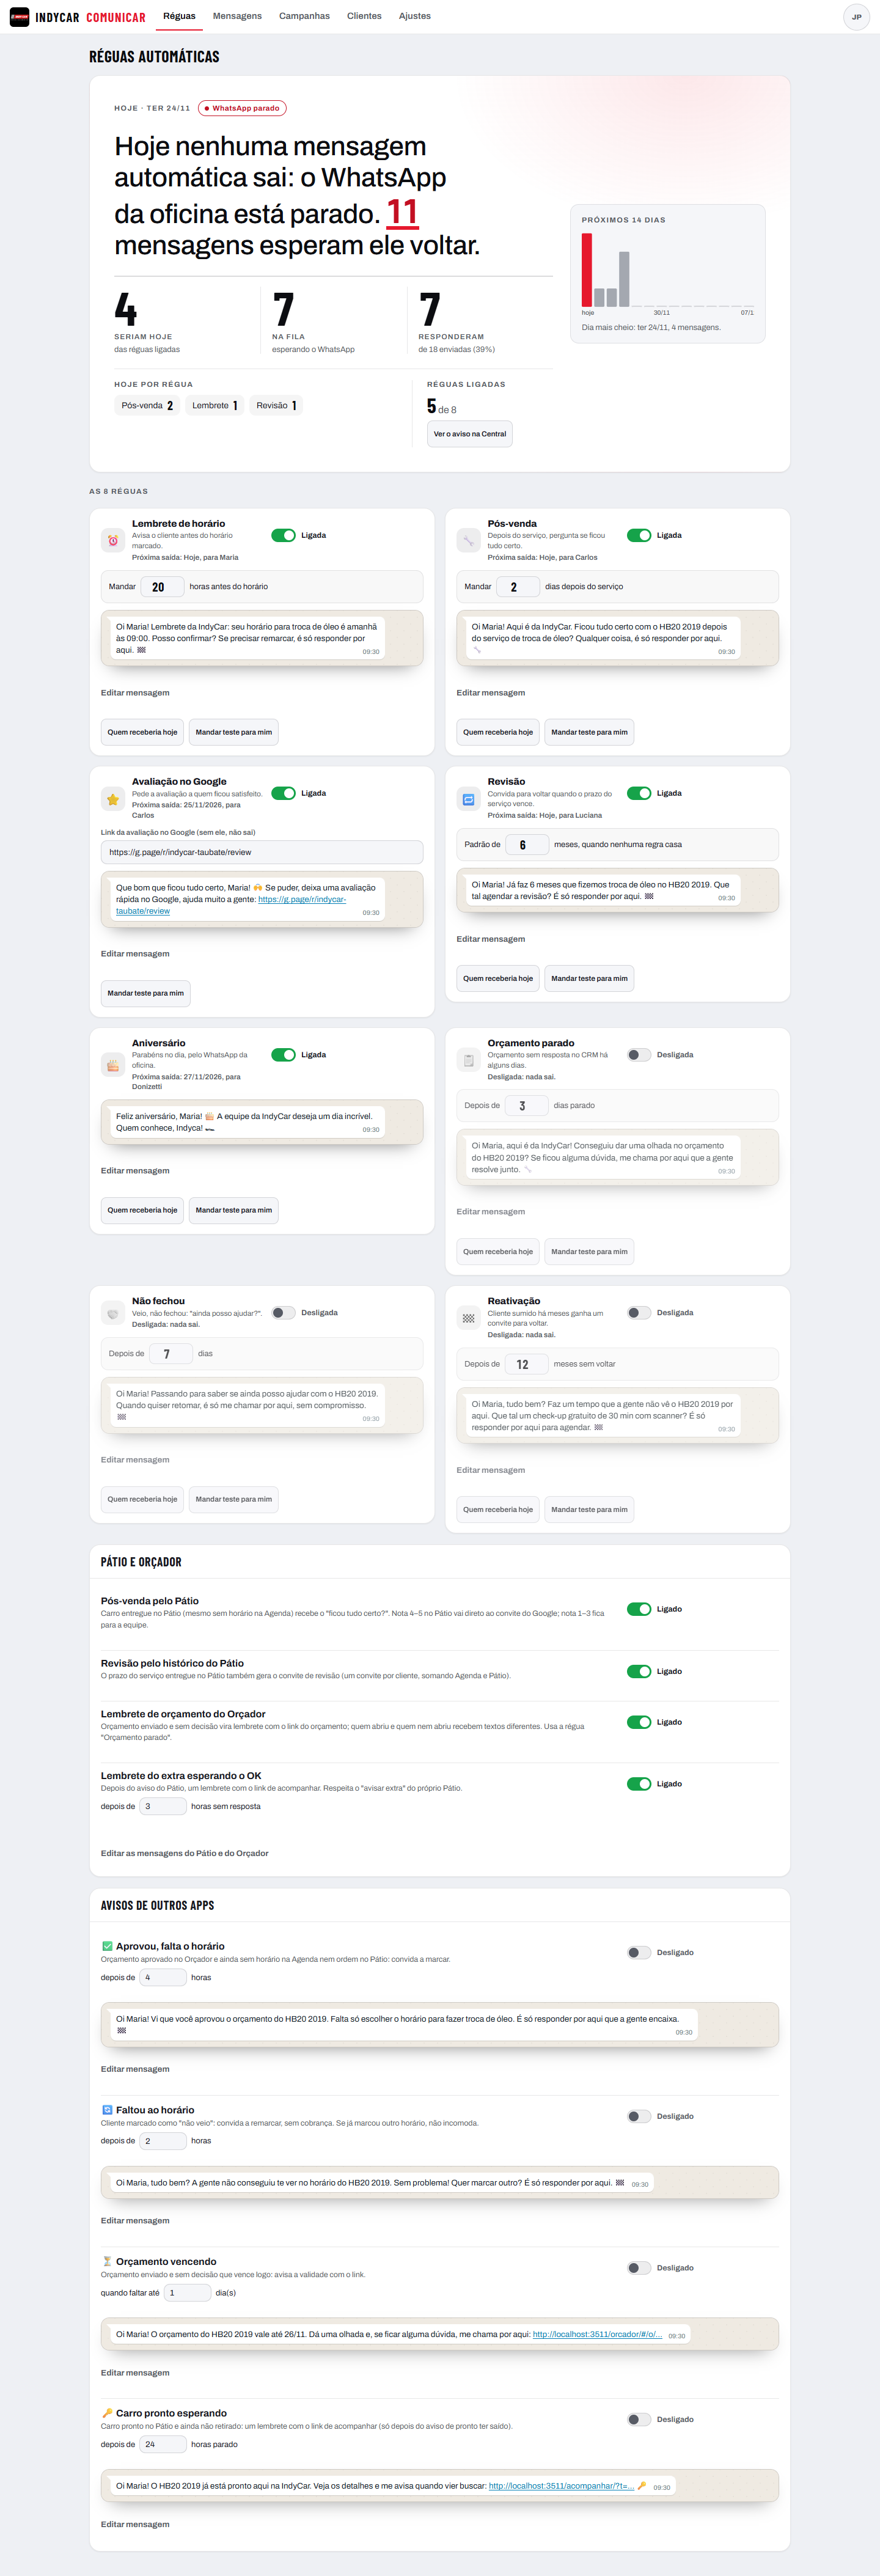 INDYCAR COMUNICAR Réguas Mensagens Campanhas Clientes Ajustes JP
RÉGUAS AUTOMÁTICAS
HOJE · TER 24/11 WhatsApp parado
Hoje nenhuma mensagem
automática sai: o WhatsApp
da oficina está parado. 11
mensagens esperam ele voltar.
4
SERIAM HOJE
das réguas ligadas
7
NA FILA
esperando o WhatsApp
7
RESPONDERAM
de 18 enviadas (39%)
HOJE POR RÉGUA
Pós-venda 2 Lembrete 1 Revisão 1
RÉGUAS LIGADAS
5 de 8
Ver o aviso na Central
PRÓXIMOS 14 DIAS
hoje 30/11 07/1
Dia mais cheio: ter 24/11, 4 mensagens.
AS 8 RÉGUAS
Lembrete de horário
Avisa o cliente antes do horário
marcado.
Próxima saída: Hoje, para Maria
Ligada
Mandar 20 horas antes do horário
Oi Maria! Lembrete da IndyCar: seu horário para troca de óleo é amanhã
às 09:00. Posso confirmar? Se precisar remarcar, é só responder por
aqui. 🏁 09:30
Editar mensagem
Quem receberia hoje Mandar teste para mim
Pós-venda
Depois do serviço, pergunta se ficou
tudo certo.
Próxima saída: Hoje, para Carlos
Ligada
Mandar 2 dias depois do serviço
Oi Maria! Aqui é da IndyCar. Ficou tudo certo com o HB20 2019 depois
do serviço de troca de óleo? Qualquer coisa, é só responder por aqui.
🔧 09:30
Editar mensagem
Quem receberia hoje Mandar teste para mim
Avaliação no Google
Pede a avaliação a quem ficou satisfeito.
Próxima saída: 25/11/2026, para
Carlos
Ligada
Link da avaliação no Google (sem ele, não sai)
https://g.page/r/indycar-taubate/review
Que bom que ficou tudo certo, Maria! 🙌 Se puder, deixa uma avaliação
rápida no Google, ajuda muito a gente: https://g.page/r/indycar-
taubate/review 09:30
Editar mensagem
Mandar teste para mim
Revisão
Convida para voltar quando o prazo do
serviço vence.
Próxima saída: Hoje, para Luciana
Ligada
Padrão de 6 meses, quando nenhuma regra casa
Oi Maria! Já faz 6 meses que fizemos troca de óleo no HB20 2019. Que
tal agendar a revisão? É só responder por aqui. 🏁 09:30
Editar mensagem
Quem receberia hoje Mandar teste para mim
Aniversário
Parabéns no dia, pelo WhatsApp da
oficina.
Próxima saída: 27/11/2026, para
Donizetti
Ligada
Feliz aniversário, Maria! 🎂 A equipe da IndyCar deseja um dia incrível.
Quem conhece, Indyca! 🏎️ 09:30
Editar mensagem
Quem receberia hoje Mandar teste para mim
Orçamento parado
Orçamento sem resposta no CRM há
alguns dias.
Desligada: nada sai.
Desligada
Depois de 3 dias parado
Oi Maria, aqui é da IndyCar! Conseguiu dar uma olhada no orçamento
do HB20 2019? Se ficou alguma dúvida, me chama por aqui que a gente
resolve junto. 🔧 09:30
Editar mensagem
Quem receberia hoje Mandar teste para mim
Não fechou
Veio, não fechou: "ainda posso ajudar?".
Desligada: nada sai.
Desligada
Depois de 7 dias
Oi Maria! Passando para saber se ainda posso ajudar com o HB20 2019.
Quando quiser retomar, é só me chamar por aqui, sem compromisso.
🏁 09:30
Editar mensagem
Quem receberia hoje Mandar teste para mim
Reativação
Cliente sumido há meses ganha um
convite para voltar.
Desligada: nada sai.
Desligada
Depois de 12 meses sem voltar
Oi Maria, tudo bem? Faz um tempo que a gente não vê o HB20 2019 por
aqui. Que tal um check-up gratuito de 30 min com scanner? É só
responder por aqui para agendar. 🏁 09:30
Editar mensagem
Quem receberia hoje Mandar teste para mim
PÁTIO E ORÇADOR
Pós-venda pelo Pátio
Carro entregue no Pátio (mesmo sem horário na Agenda) recebe o "ficou tudo certo?". Nota 4–5 no Pátio vai direto ao convite do Google; nota 1–3 fica
para a equipe.
Ligado
Revisão pelo histórico do Pátio
O prazo do serviço entregue no Pátio também gera o convite de revisão (um convite por cliente, somando Agenda e Pátio).
Ligado
Lembrete de orçamento do Orçador
Orçamento enviado e sem decisão vira lembrete com o link do orçamento; quem abriu e quem nem abriu recebem textos diferentes. Usa a régua
"Orçamento parado".
Ligado
Lembrete do extra esperando o OK
Depois do aviso do Pátio, um lembrete com o link de acompanhar. Respeita o "avisar extra" do próprio Pátio.
Ligado
depois de 3 horas sem resposta
Editar as mensagens do Pátio e do Orçador
AVISOS DE OUTROS APPS
✅ Aprovou, falta o horário
Orçamento aprovado no Orçador e ainda sem horário na Agenda nem ordem no Pátio: convida a marcar.
Desligado
depois de 4 horas
Oi Maria! Vi que você aprovou o orçamento do HB20 2019. Falta só escolher o horário para fazer troca de óleo. É só responder por aqui que a gente encaixa.
🏁 09:30
Editar mensagem
🔄 Faltou ao horário
Cliente marcado como "não veio": convida a remarcar, sem cobrança. Se já marcou outro horário, não incomoda.
Desligado
depois de 2 horas
Oi Maria, tudo bem? A gente não conseguiu te ver no horário do HB20 2019. Sem problema! Quer marcar outro? É só responder por aqui. 🏁 09:30
Editar mensagem
⏳ Orçamento vencendo
Orçamento enviado e sem decisão que vence logo: avisa a validade com o link.
Desligado
quando faltar até 1 dia(s)
Oi Maria! O orçamento do HB20 2019 vale até 26/11. Dá uma olhada e, se ficar alguma dúvida, me chama por aqui: http://localhost:3511/orcador/#/o/... 09:30
Editar mensagem
🔑 Carro pronto esperando
Carro pronto no Pátio e ainda não retirado: um lembrete com o link de acompanhar (só depois do aviso de pronto ter saído).
Desligado
depois de 24 horas parado
Oi Maria! O HB20 2019 já está pronto aqui na IndyCar. Veja os detalhes e me avisa quando vier buscar: http://localhost:3511/acompanhar/?t=... 🔑 09:30
Editar mensagem